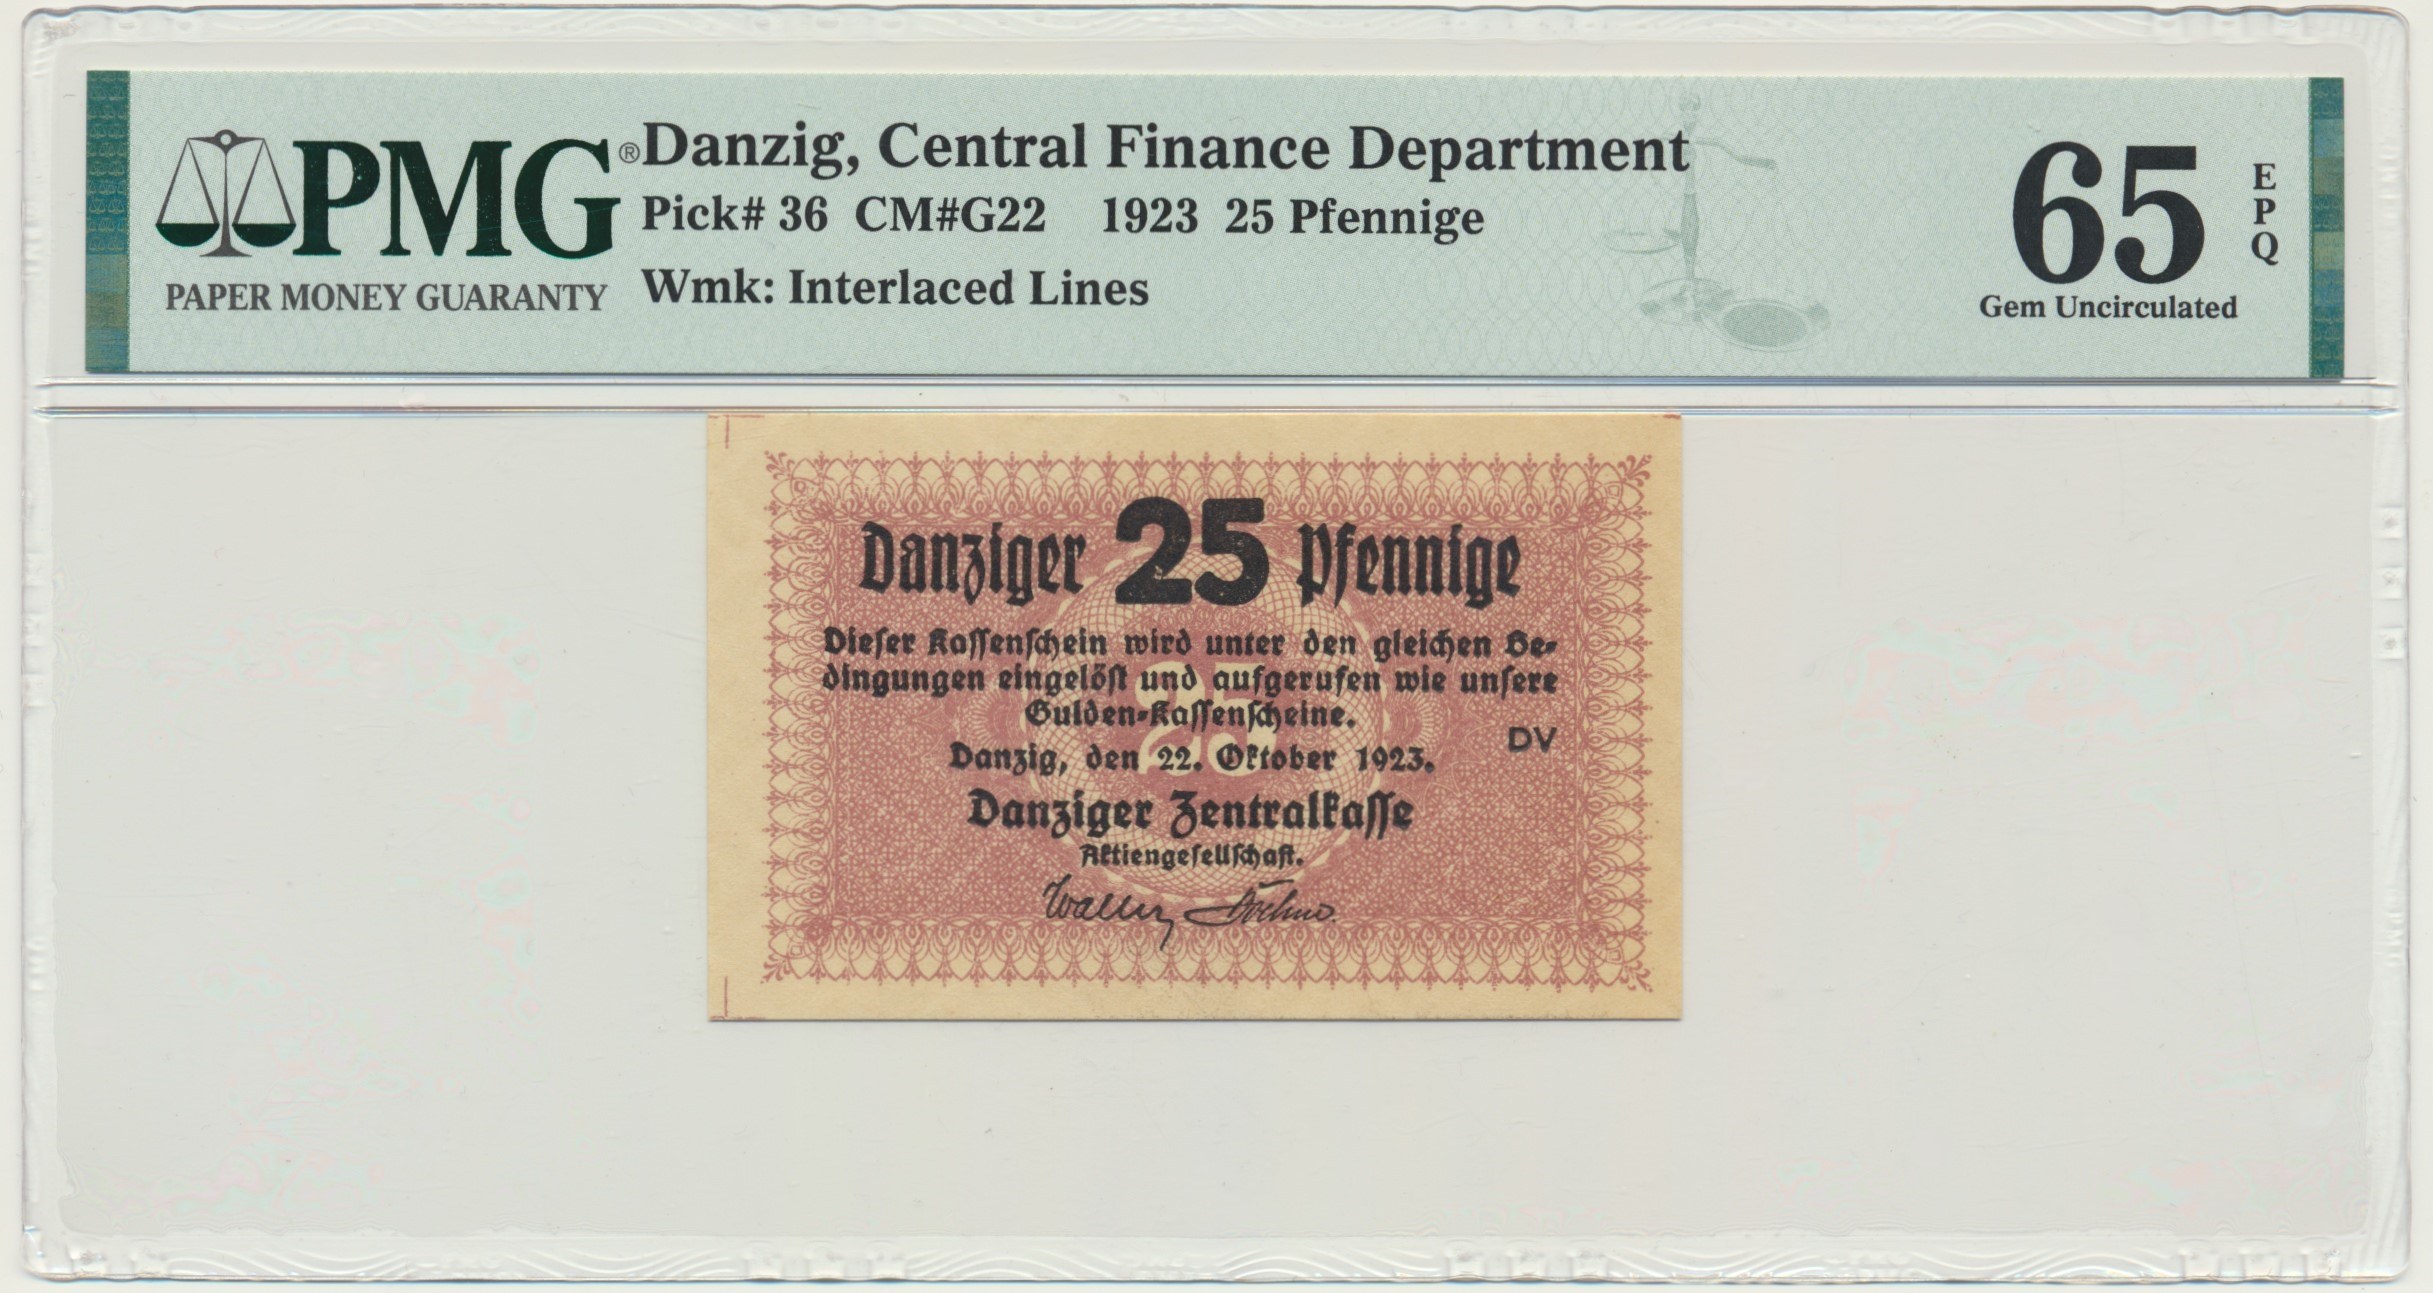 PMG®
PAPER MONEY GUARANTY
Danzig, Central Finance Department
Pick# 36 CM#G22 1923 25 Pfennige
Wmk: Interlaced Lines
65
EPQ
Gem Uncirculated
Danziger 25 Pfennige
25
Dieſer Kaſſenſchein wird unter den gleichen Be-
dingungen eingelöſt und aufgerufen wie unſere
Gulden-Kaſſenſcheine.
Danzig, den 22. Oktober 1923.
DV
Danziger Zentralkaſſe
Aktiengeſellſchaft.